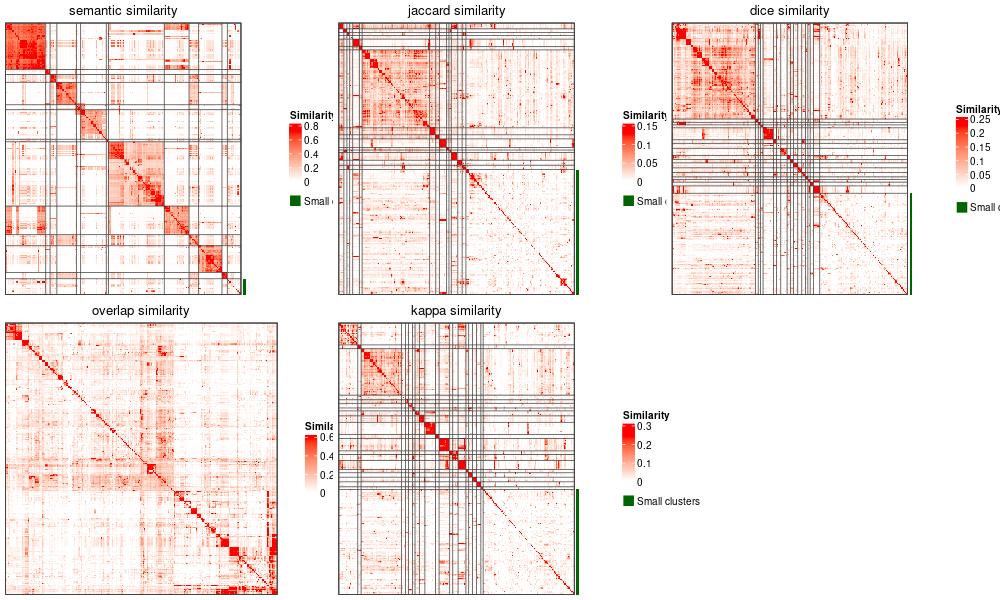 semantic similarity
Similarity
0.8
0.6
0.4
0.2
0
jaccard similarity
Similarity
0.15
0.1
0.05
0
Small
dice similarity
Similarity
0.25
0.2
0.15
0.1
0.05
0
Small
overlap similarity
Simila
0.6
0.4
0.2
0
kappa similarity
Similarity
0.3
0.2
0.1
0
Small clusters